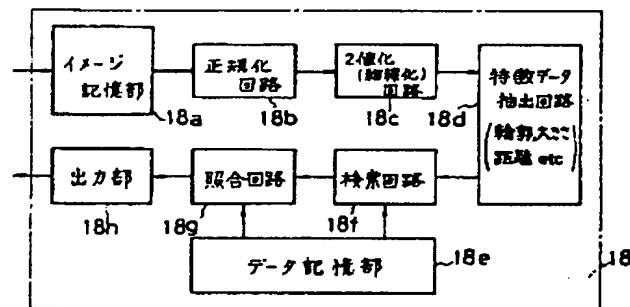 イメージ
記憶部
18a
正規化
回路
18b
2値化
(細線化)
回路
18c
特徴データ
抽出回路
(輪郭,大きさ
距離 etc)
18d
出力部
18h
照合回路
18g
検索回路
18f
データ記憶部
18e
18